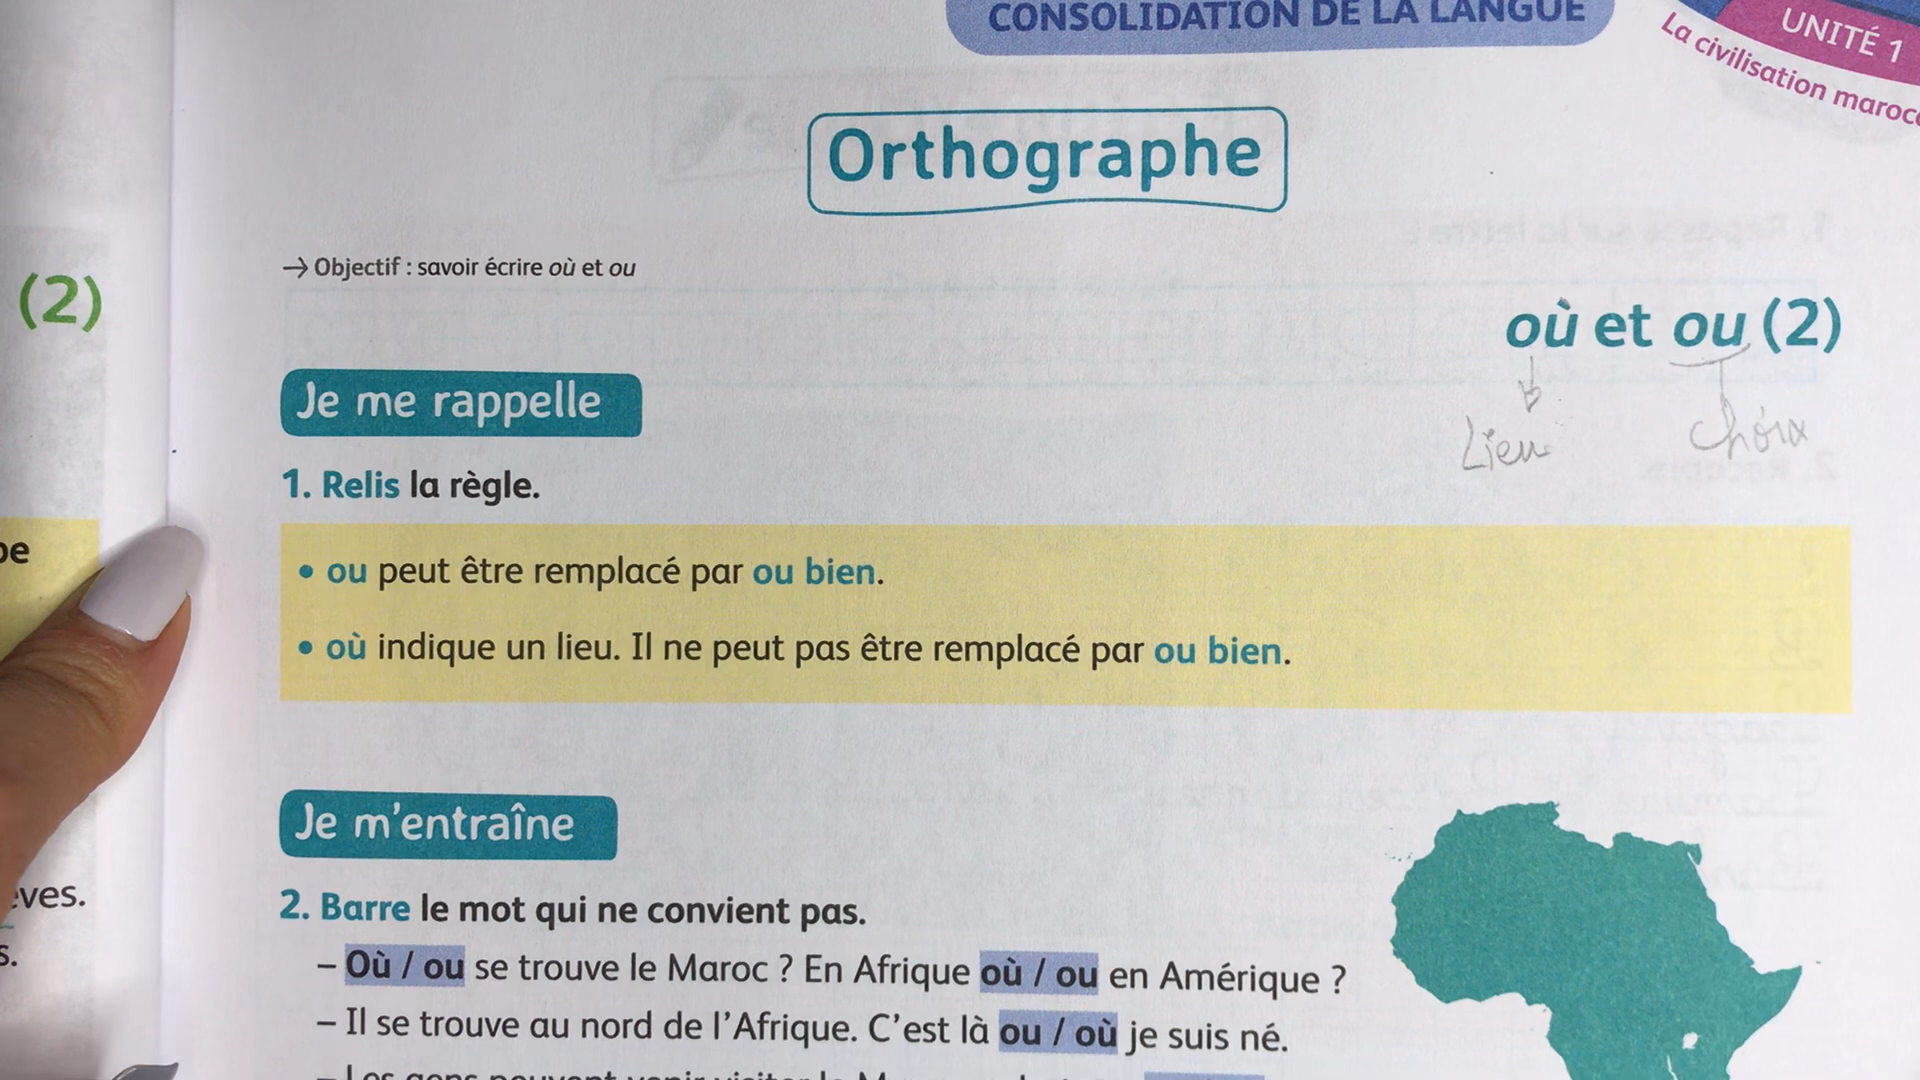 CONSOLIDATION DE LA LANGUE
UNITÉ 1
La civilisation
Orthographe
→ Objectif : savoir écrire où et ou
(2)
où et ou (2)
Lieu
Choix
Je me rappelle
1. Relis la règle.
• ou peut être remplacé par ou bien.
• où indique un lieu. Il ne peut pas être remplacé par ou bien.
Je m'entraîne
2. Barre le mot qui ne convient pas.
– Où / ou se trouve le Maroc ? En Afrique où / ou en Amérique ?
– Il se trouve au nord de l'Afrique. C'est là ou / où je suis né.